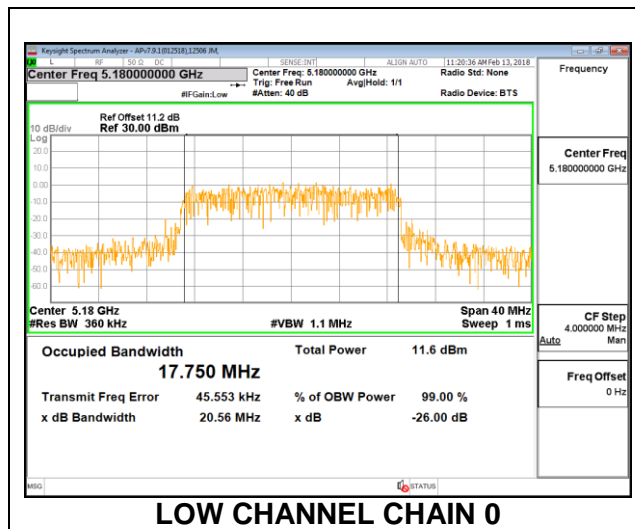 Keysight Spectrum Analyzer - APv7.9.1(012518),12506 JM,
L RF 50 Ω DC SENSE:INT ALIGN AUTO 11:20:36 AM Feb 13, 2018
Center Freq 5.180000000 GHz
Center Freq: 5.180000000 GHz
Radio Std: None
Trig: Free Run Avg|Hold: 1/1
#IFGain:Low #Atten: 40 dB Radio Device: BTS
Ref Offset 11.2 dB
10 dB/div Ref 30.00 dBm
Log
20.0
10.0
0.00
-10.0
-20.0
-30.0
-40.0
-50.0
-60.0
Center 5.18 GHz Span 40 MHz
#Res BW 360 kHz #VBW 1.1 MHz Sweep 1 ms
Occupied Bandwidth Total Power 11.6 dBm
17.750 MHz
Transmit Freq Error 45.553 kHz % of OBW Power 99.00 %
x dB Bandwidth 20.56 MHz x dB -26.00 dB
MSG STATUS
Frequency
Center Freq
5.180000000 GHz
CF Step
4.000000 MHz
Auto Man
Freq Offset
0 Hz
LOW CHANNEL CHAIN 0